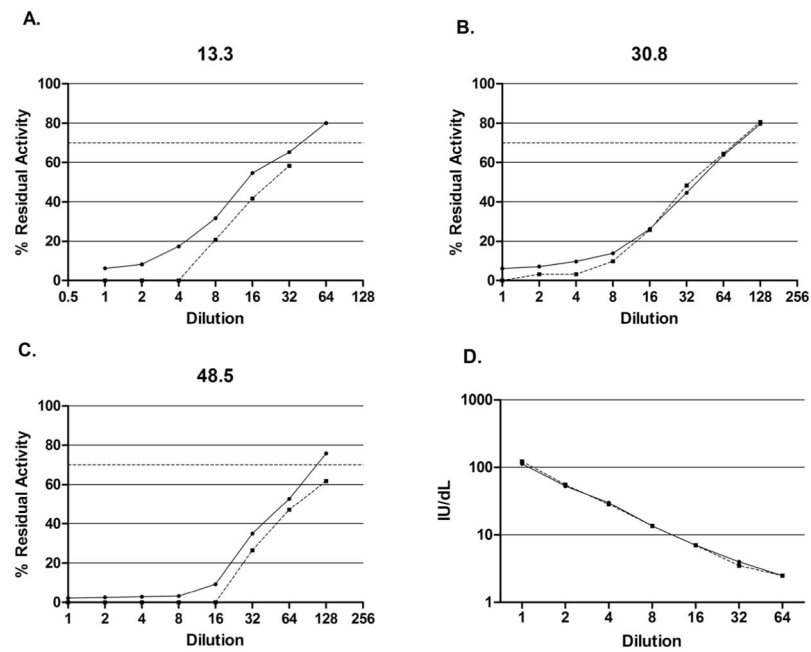 A.
13.3
% Residual Activity
100
80
60
40
20
0
0.5 1 2 4 8 16 32 64 128
Dilution
B.
30.8
% Residual Activity
100
80
60
40
20
0
1 2 4 8 16 32 64 128 256
Dilution
C.
48.5
% Residual Activity
100
80
60
40
20
0
1 2 4 8 16 32 64 128 256
Dilution
D.
IU/dL
1000
100
10
1
1 2 4 8 16 32 64
Dilution